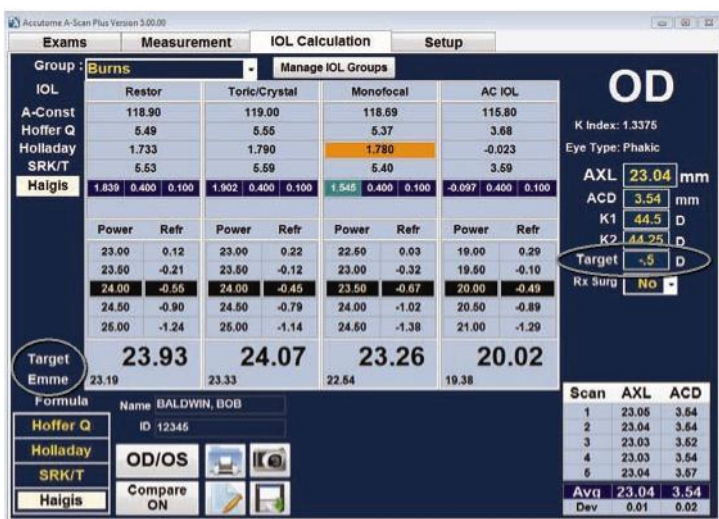 Accutome A-Scan Plus Version 5.00.00
Exams Measurement IOL Calculation Setup
Group : Burns Manage IOL Groups
OD
IOL Restor Toric/Crystal Monofocal AC IOL
A-Const 118.90 119.00 118.59 115.80
K Index: 1.3375
Hoffer Q 5.49 5.55 5.37 3.68
Holladay 1.733 1.790 1.780 -0.023
Eye Type: Phakic
SRK/T 5.53 5.59 5.40 3.59
Haigis 1.839 0.400 0.100 1.902 0.400 0.100 1.545 0.400 0.100 -0.097 0.400 0.100
AXL 23.04 mm
ACD 3.54 mm
K1 44.5 D
K2 44.25 D
Target -.5 D
Rx Surg No
Power Refr Power Refr Power Refr Power Refr
23.00 0.12 23.00 0.22 22.50 0.03 19.00 0.29
23.50 -0.21 23.50 -0.12 23.00 -0.32 19.50 -0.10
24.00 -0.55 24.00 -0.45 23.50 -0.67 20.00 -0.49
24.50 -0.90 24.50 -0.79 24.00 -1.02 20.50 -0.89
25.00 -1.24 25.00 -1.14 24.50 -1.38 21.00 -1.29
Target 23.93 24.07 23.26 20.02
Emme 23.19 23.33 22.54 19.38
Formula
Hoffer Q
Holladay
SRK/T
Haigis
Name BALDWIN, BOB
ID 12345
OD/OS
Compare
ON
Scan AXL ACD
1 23.05 3.54
2 23.04 3.54
3 23.03 3.52
4 23.03 3.54
5 23.04 3.57
Avg 23.04 3.54
Dev 0.01 0.02